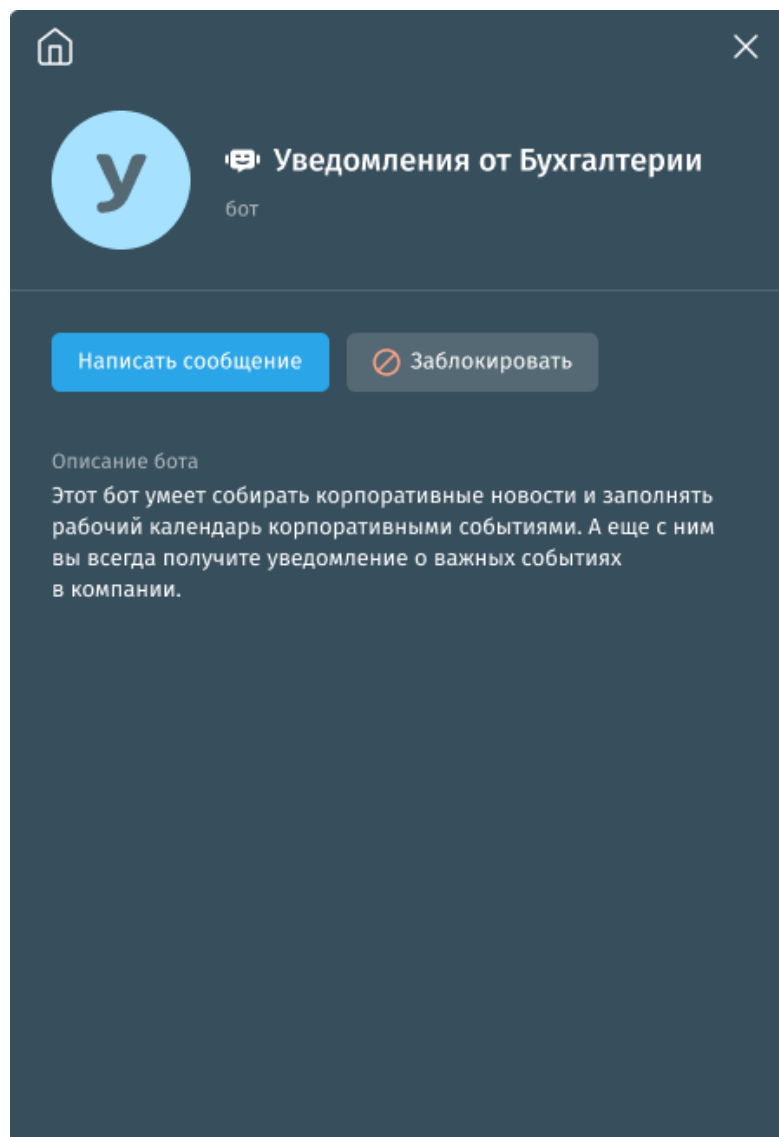 У
Уведомления от Бухгалтерии
бот
Написать сообщение
Заблокировать
Описание бота
Этот бот умеет собирать корпоративные новости и заполнять
рабочий календарь корпоративными событиями. А еще с ним
вы всегда получите уведомление о важных событиях
в компании.